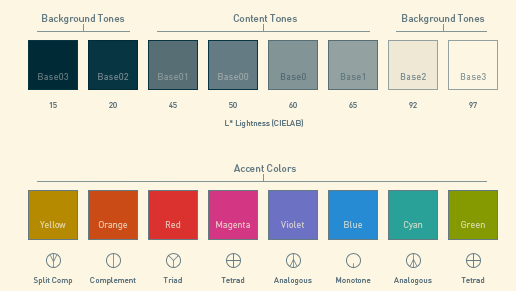 Background Tones Content Tones Background Tones
Base03 Base02 Base01 Base00 Base0 Base1 Base2 Base3
15 20 45 50 60 65 92 97
L* Lightness (CIELAB)
Accent Colors
Yellow Orange Red Magenta Violet Blue Cyan Green
Split Comp Complement Triad Tetrad Analogous Monotone Analogous Tetrad